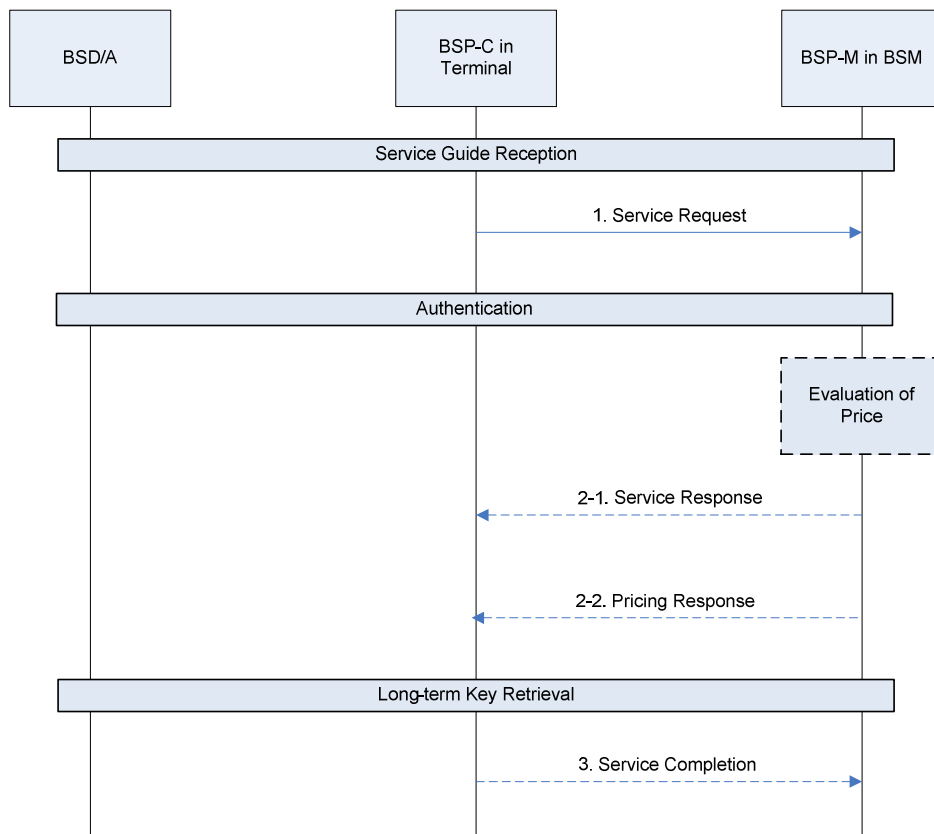 BSD/A
BSP-C in
Terminal
BSP-M in BSM
Service Guide Reception
1. Service Request
Authentication
Evaluation of
Price
2-1. Service Response
2-2. Pricing Response
Long-term Key Retrieval
3. Service Completion